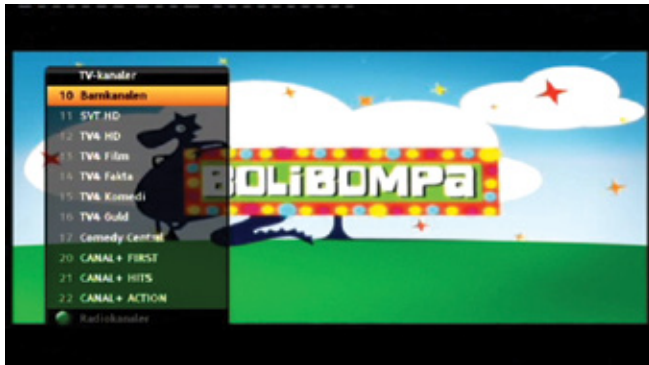 TV-kanaler
10 Barnkanalen
11 SVT HD
12 TV4 HD
13 TV4 Film
14 TV4 Fakta
15 TV4 Komedi
16 TV4 Guld
17 Comedy Central
20 CANAL+ FIRST
21 CANAL+ HITS
22 CANAL+ ACTION
Radiokanaler
BOLiBOMPa